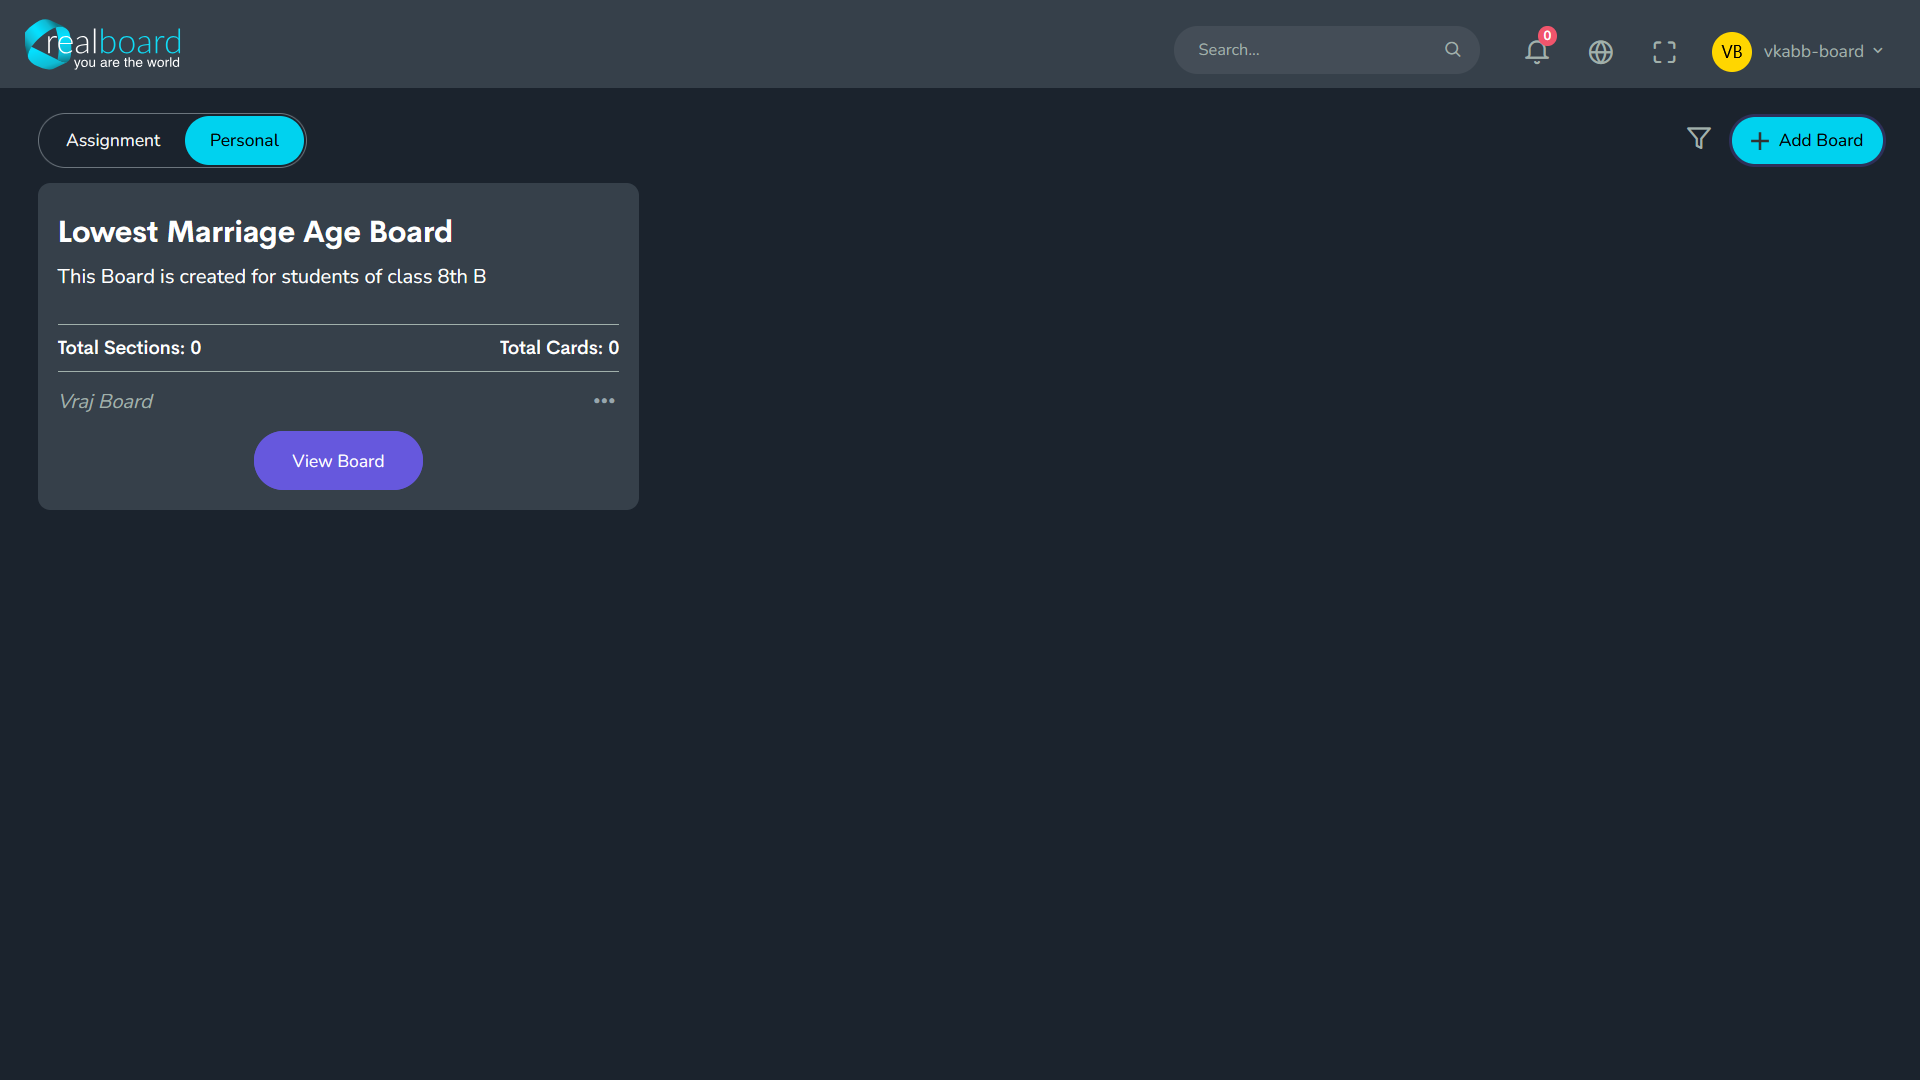 realboard
you are the world
Search...
0
VB
vkabb-board
Assignment
Personal
Add Board
Lowest Marriage Age Board
This Board is created for students of class 8th B
Total Sections: 0
Total Cards: 0
Vraj Board
View Board